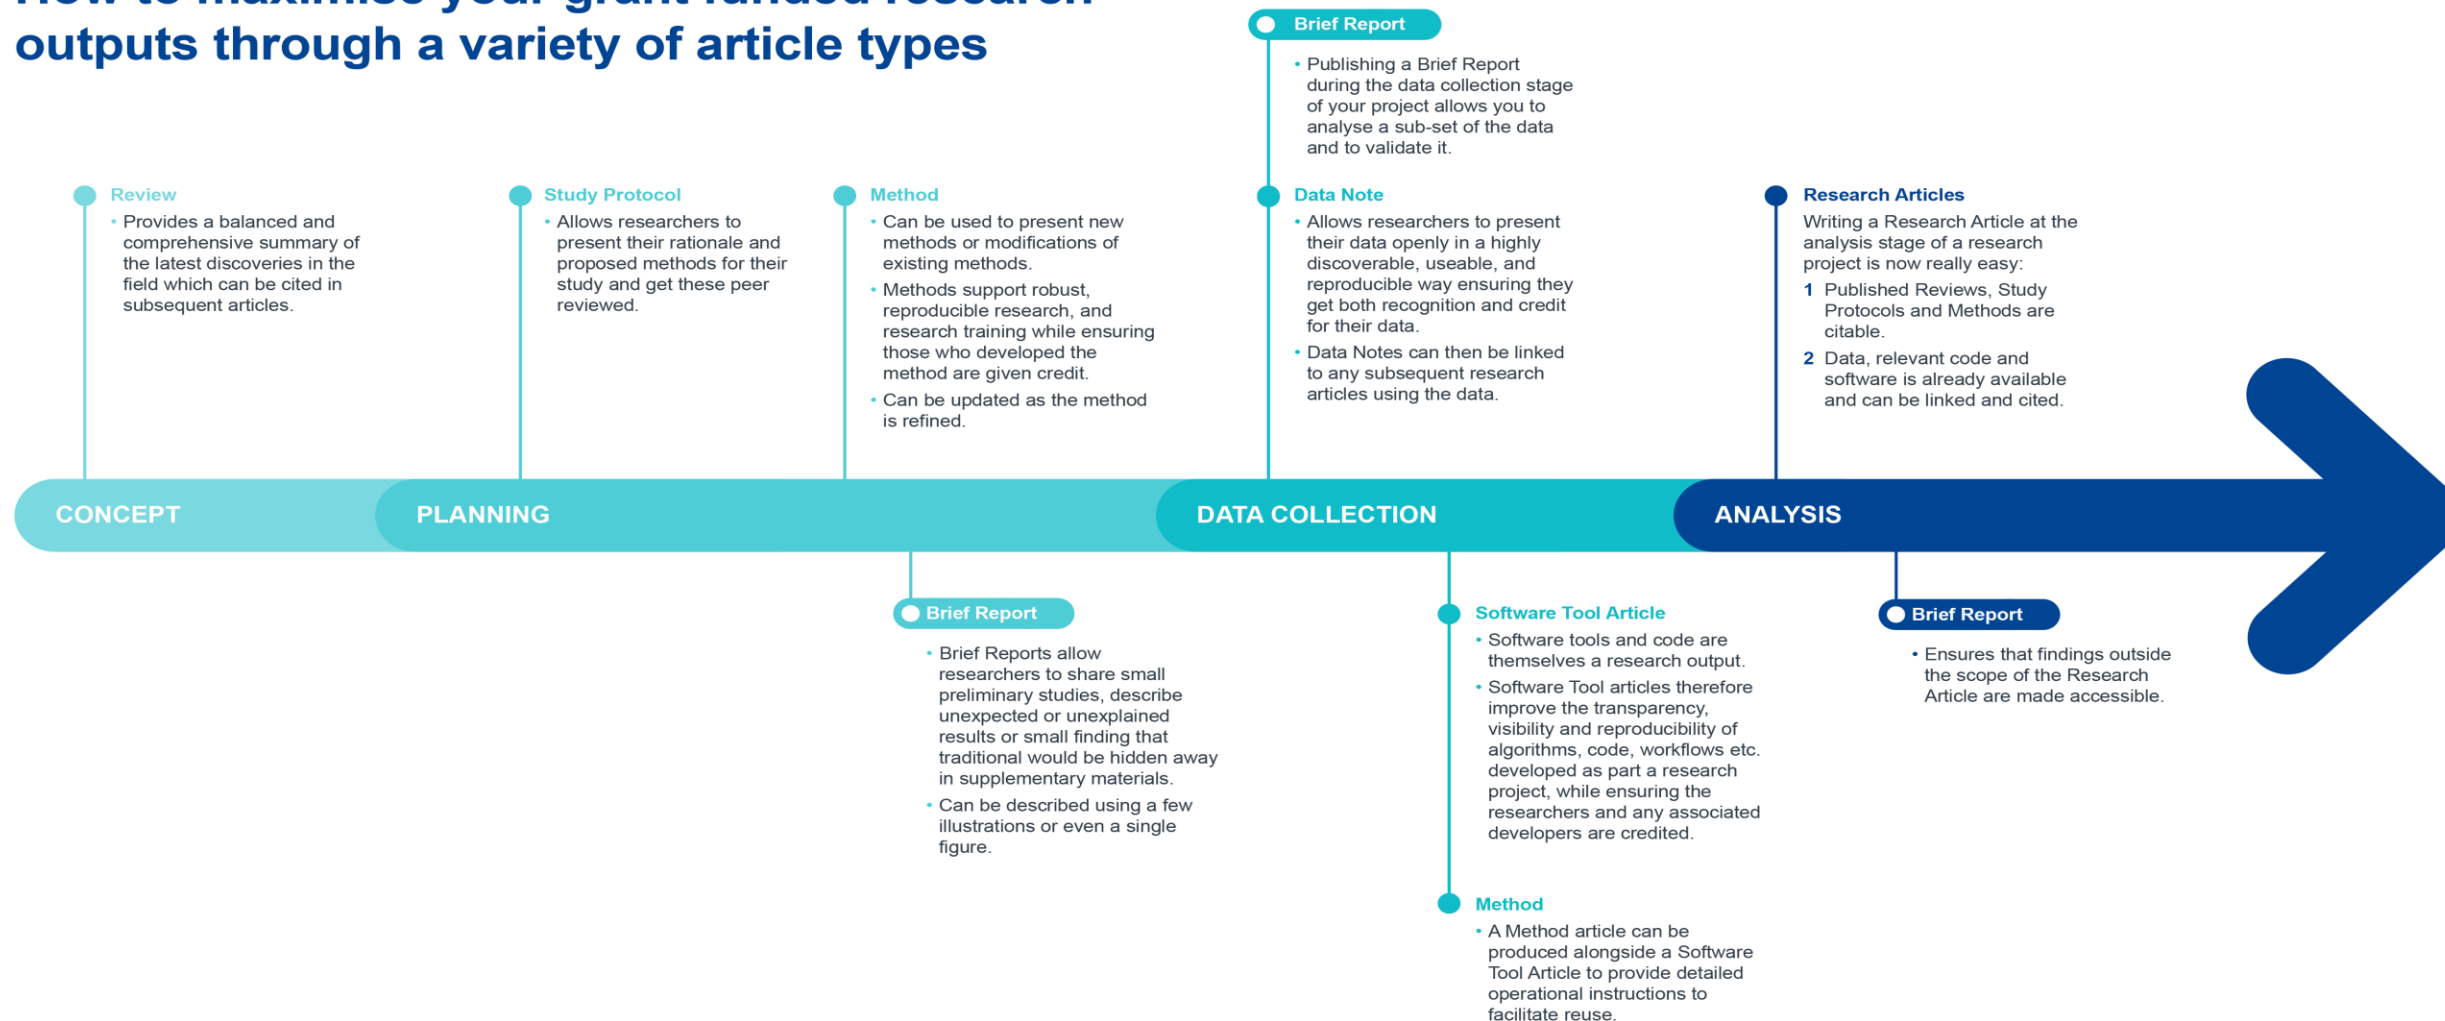 How to maximise your grant-funded research
outputs through a variety of article types
Brief Report
• Publishing a Brief Report
during the data collection stage
of your project allows you to
analyse a sub-set of the data
and to validate it.
Review
• Provides a balanced and
comprehensive summary of
the latest discoveries in the
field which can be cited in
subsequent articles.
Study Protocol
• Allows researchers to
present their rationale and
proposed methods for their
study and get these peer
reviewed.
Method
• Can be used to present new
methods or modifications of
existing methods.
• Methods support robust,
reproducible research, and
research training while ensuring
those who developed the
method are given credit.
• Can be updated as the method
is refined.
Data Note
• Allows researchers to present
their data openly in a highly
discoverable, useable, and
reproducible way ensuring they
get both recognition and credit
for their data.
• Data Notes can then be linked
to any subsequent research
articles using the data.
Research Articles
Writing a Research Article at the
analysis stage of a research
project is now really easy:
1 Published Reviews, Study
Protocols and Methods are
citable.
2 Data, relevant code and
software is already available
and can be linked and cited.
CONCEPT
PLANNING
DATA COLLECTION
ANALYSIS
Brief Report
• Brief Reports allow
researchers to share small
preliminary studies, describe
unexpected or unexplained
results or small finding that
traditional would be hidden away
in supplementary materials.
• Can be described using a few
illustrations or even a single
figure.
Software Tool Article
• Software tools and code are
themselves a research output.
• Software Tool articles therefore
improve the transparency,
visibility and reproducibility of
algorithms, code, workflows etc.
developed as part a research
project, while ensuring the
researchers and any associated
developers are credited.
Method
• A Method article can be
produced alongside a Software
Tool Article to provide detailed
operational instructions to
facilitate reuse.
Brief Report
• Ensures that findings outside
the scope of the Research
Article are made accessible.